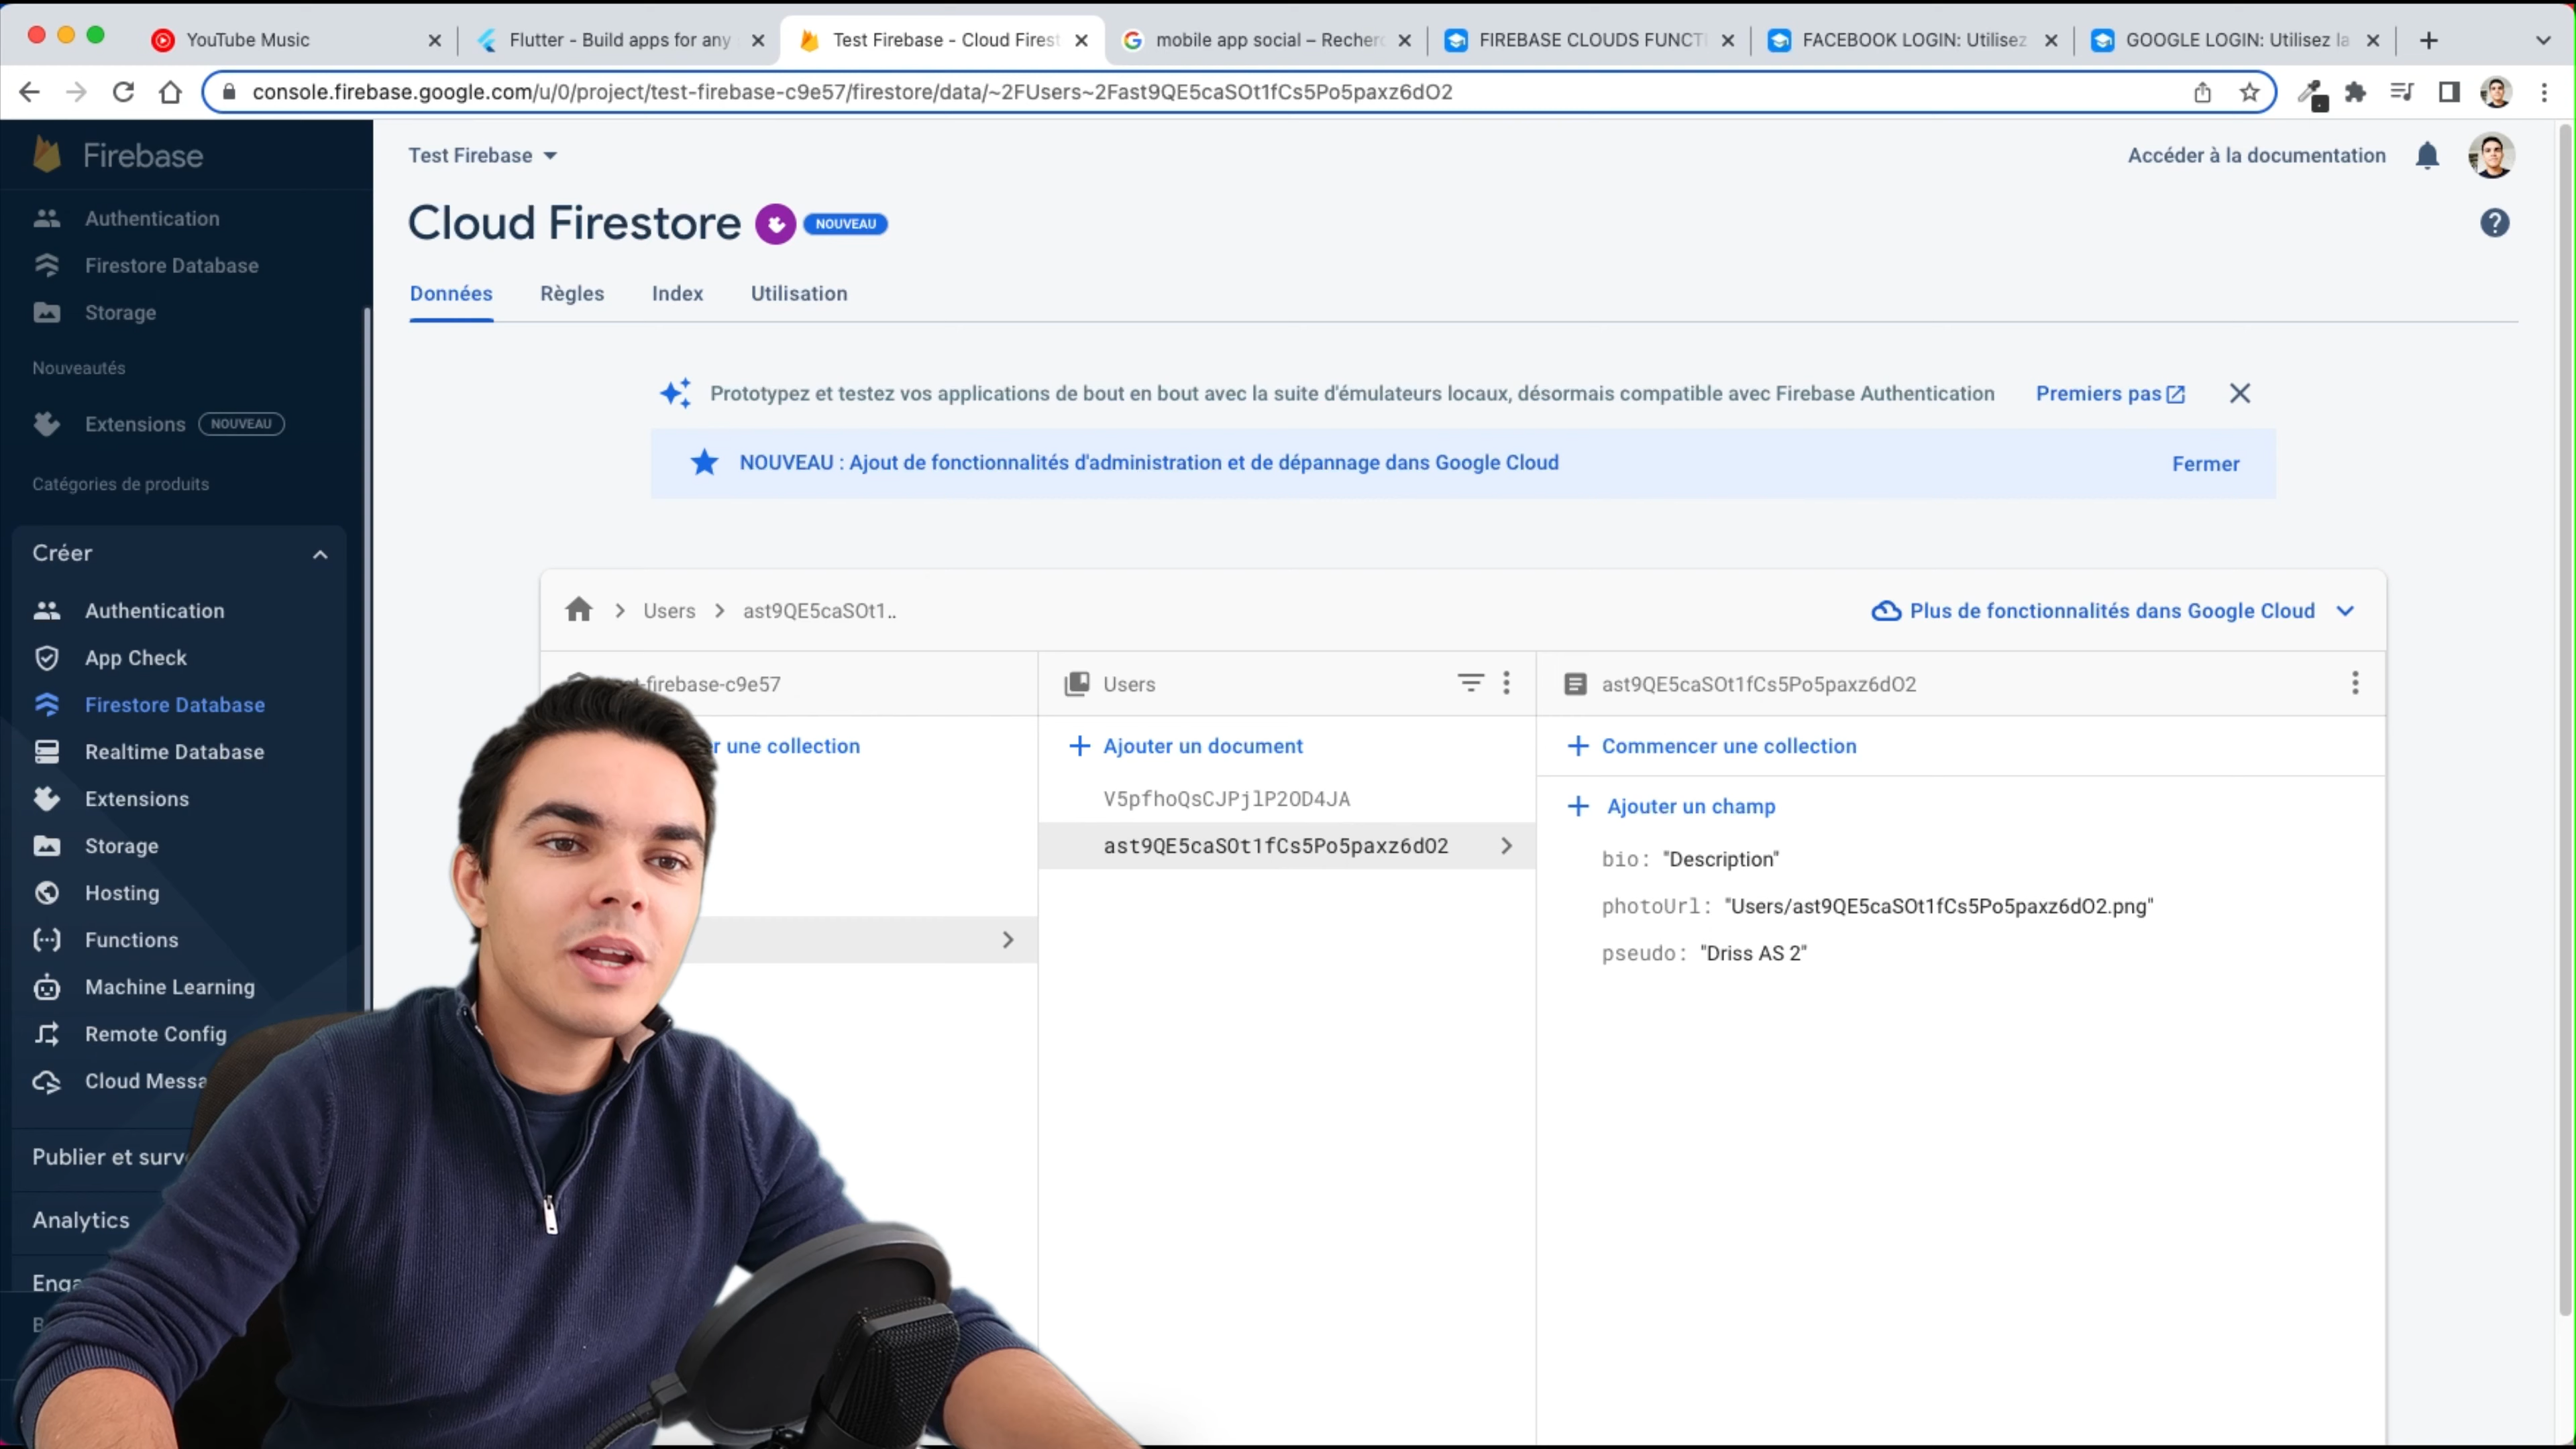 YouTube Music
Flutter - Build apps for any
Test Firebase - Cloud Firest
mobile app social – Recherc
FIREBASE CLOUDS FUNCTI
FACEBOOK LOGIN: Utilisez
GOOGLE LOGIN: Utilisez la
console.firebase.google.com/u/0/project/test-firebase-c9e57/firestore/data/~2FUsers~2Fast9QE5caSOt1fCs5Po5paxz6dO2
Firebase
Authentication
Firestore Database
Storage
Nouveautés
Extensions NOUVEAU
Catégories de produits
Créer
Authentication
App Check
Firestore Database
Realtime Database
Extensions
Storage
Hosting
Functions
Machine Learning
Remote Config
Cloud Messa
Publier et surv
Analytics
Enga
Test Firebase
Accéder à la documentation
Cloud Firestore NOUVEAU
Données Règles Index Utilisation
Prototypez et testez vos applications de bout en bout avec la suite d'émulateurs locaux, désormais compatible avec Firebase Authentication Premiers pas
NOUVEAU : Ajout de fonctionnalités d'administration et de dépannage dans Google Cloud Fermer
Users ast9QE5caSOt1..
Plus de fonctionnalités dans Google Cloud
-firebase-c9e57
r une collection
Users
Ajouter un document
V5pfhoQsCJPjlP2OD4JA
ast9QE5caSOt1fCs5Po5paxz6dO2
ast9QE5caSOt1fCs5Po5paxz6dO2
Commencer une collection
Ajouter un champ
bio: "Description"
photoUrl: "Users/ast9QE5caSOt1fCs5Po5paxz6dO2.png"
pseudo: "Driss AS 2"